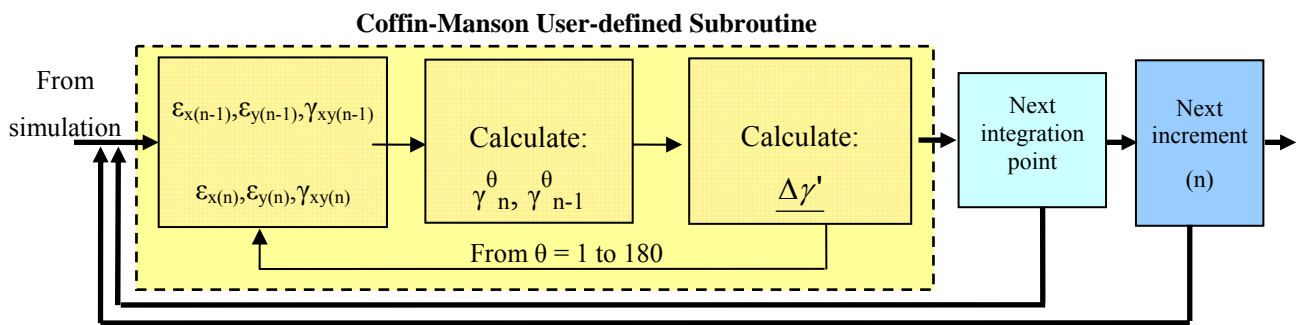 Coffin-Manson User-defined Subroutine
From
simulation
εx(n-1),εy(n-1),γxy(n-1)
εx(n),εy(n),γxy(n)
Calculate:
γθn, γθn-1
Calculate:
Δγ'
From θ = 1 to 180
Next
integration
point
Next
increment
(n)